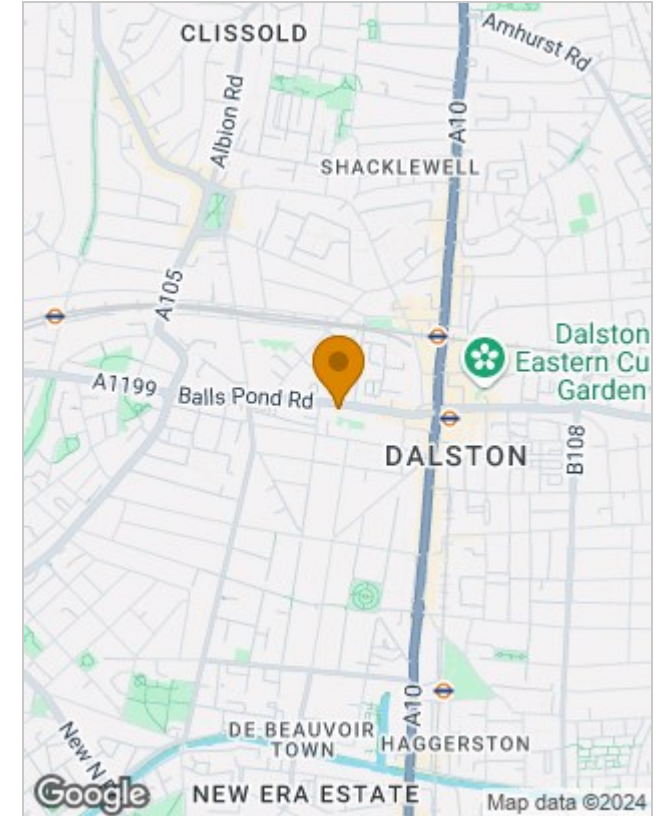 CLISSOLD
Amhurst Rd
Albion Rd
A10
SHACKLEWELL
A105
Dalston
Eastern Cu
Garden
A1199
Balls Pond Rd
DALSTON
B108
A10
DE BEAUVOIR
TOWN
HAGGERSTON
New N
NEW ERA ESTATE
Google
Map data ©2024